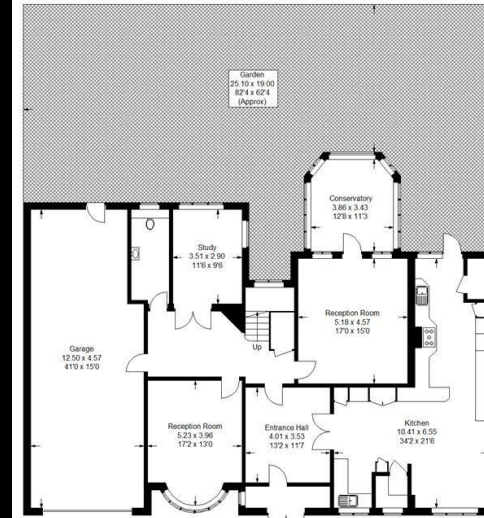 Garden
25.10 x 19.00
82'4 x 62'4
(Approx)
Conservatory
3.86 x 3.43
12'8 x 11'3
Study
3.51 x 2.90
11'6 x 9'6
Reception Room
5.18 x 4.57
17'0 x 15'0
Up
Garage
12.50 x 4.57
41'0 x 15'0
Reception Room
5.23 x 3.96
17'2 x 13'0
Entrance Hall
4.01 x 3.53
13'2 x 11'7
Kitchen
10.41 x 6.55
34'2 x 21'6